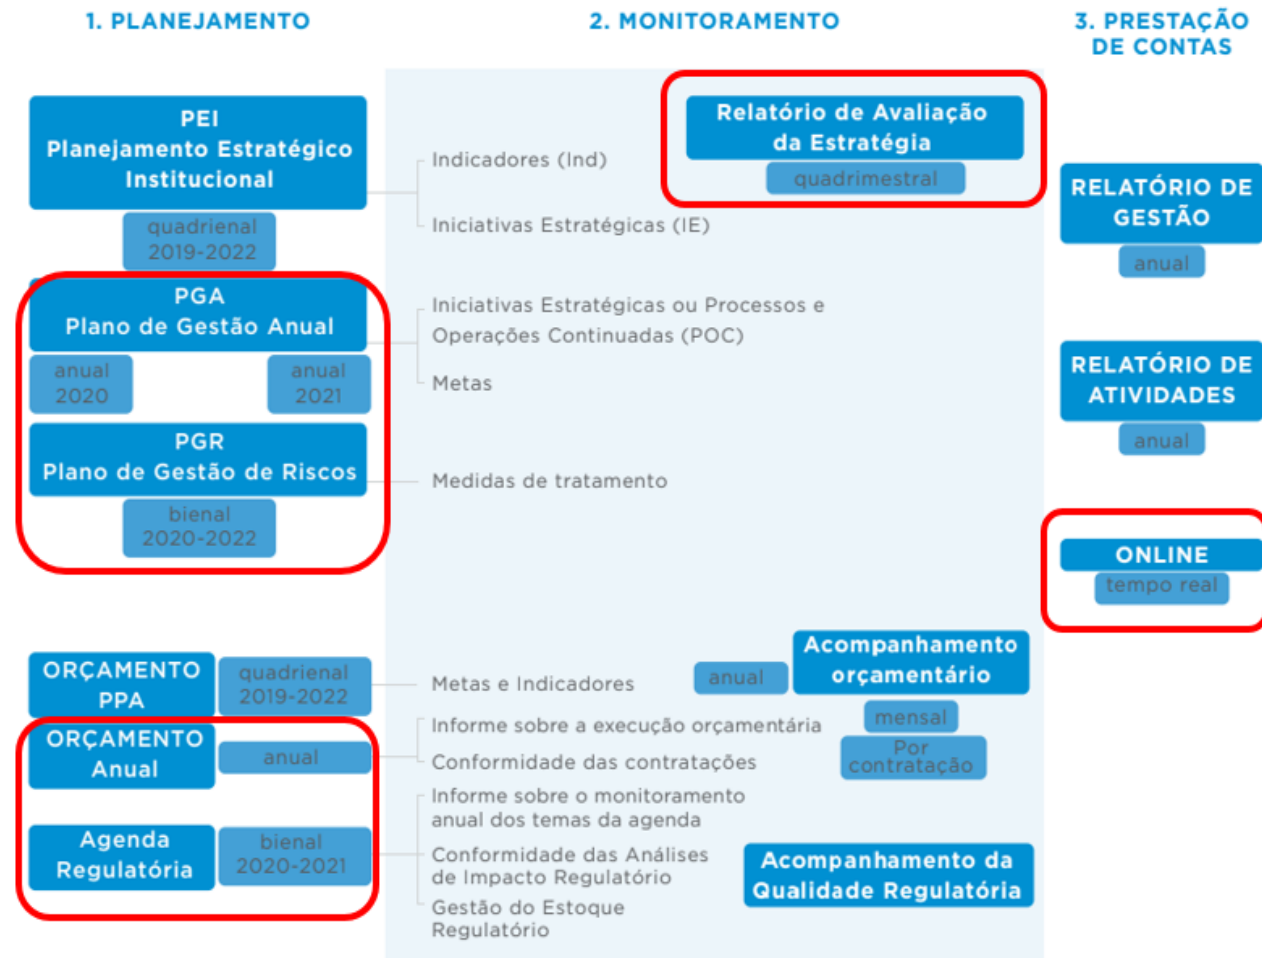 1. PLANEJAMENTO
2. MONITORAMENTO
3. PRESTAÇÃO
DE CONTAS
PEI
Planejamento Estratégico
Institucional
quadrienal
2019-2022
PGA
Plano de Gestão Anual
anual
2020
anual
2021
PGR
Plano de Gestão de Riscos
bienal
2020-2022
ORÇAMENTO
PPA
quadrienal
2019-2022
ORÇAMENTO
Anual
anual
Agenda
Regulatória
bienal
2020-2021
Indicadores (Ind)
Iniciativas Estratégicas (IE)
Iniciativas Estratégicas ou Processos e
Operações Continuadas (POC)
Metas
Medidas de tratamento
Metas e Indicadores
Informe sobre a execução orçamentária
Conformidade das contratações
Informe sobre o monitoramento
anual dos temas da agenda
Conformidade das Análises
de Impacto Regulatório
Gestão do Estoque
Regulatório
Relatório de Avaliação
da Estratégia
quadrimestral
anual
Acompanhamento
orçamentário
mensal
Por
contratação
Acompanhamento da
Qualidade Regulatória
RELATÓRIO DE
GESTÃO
anual
RELATÓRIO DE
ATIVIDADES
anual
ONLINE
tempo real